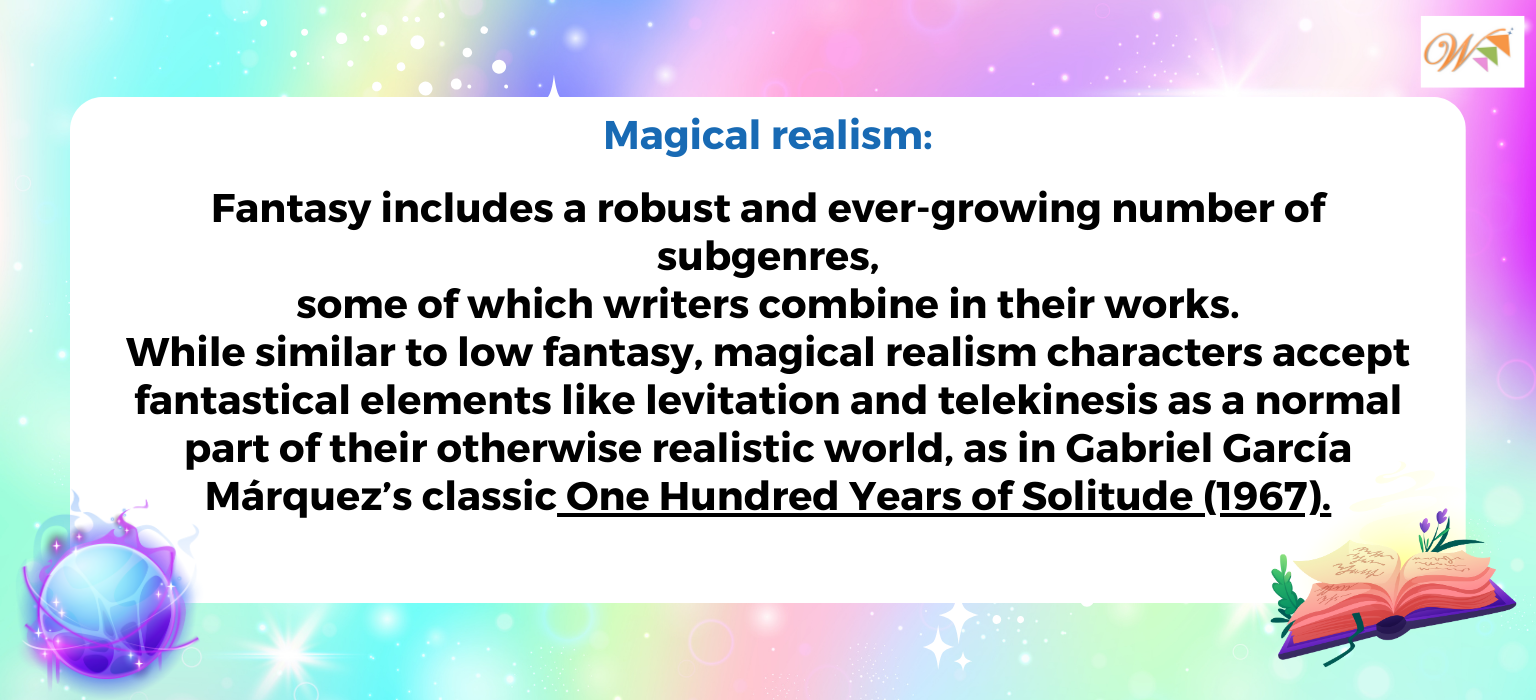 W
Magical realism:
Fantasy includes a robust and ever-growing number of
subgenres,
some of which writers combine in their works.
While similar to low fantasy, magical realism characters accept
fantastical elements like levitation and telekinesis as a normal
part of their otherwise realistic world, as in Gabriel García
Márquez’s classic One Hundred Years of Solitude (1967).